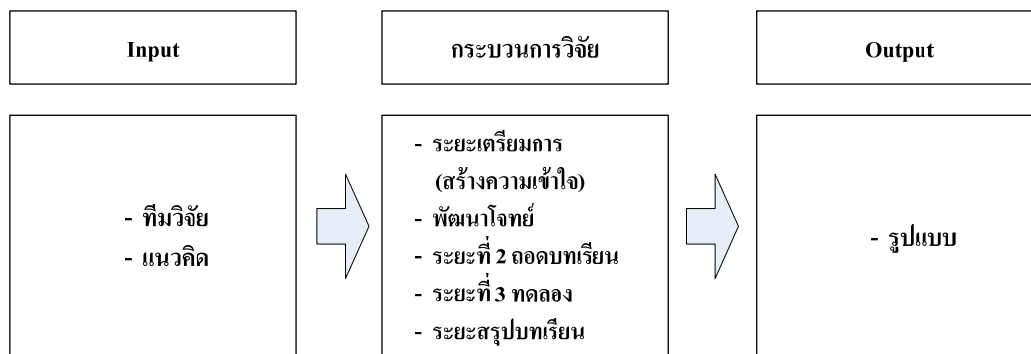 Input
กระบวนการวิจัย
Output
- ทีมวิจัย
- แนวคิด
- ระยะเตรียมการ
(สร้างความเข้าใจ)
- พัฒนาโจทย์
- ระยะที่ 2 ถอดบทเรียน
- ระยะที่ 3 ทดลอง
- ระยะสรุปบทเรียน
- รูปแบบ